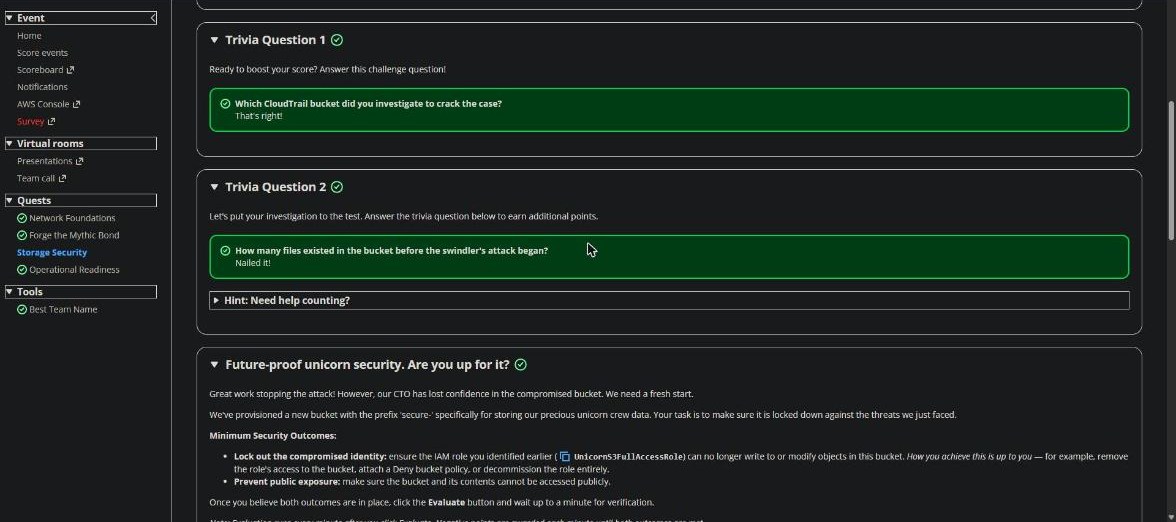 Event
Home
Score events
Scoreboard
Notifications
AWS Console
Survey
Virtual rooms
Presentations
Team call
Quests
Network Foundations
Forge the Mythic Bond
Storage Security
Operational Readiness
Tools
Best Team Name
Trivia Question 1
Ready to boost your score? Answer this challenge question!
Which CloudTrail bucket did you investigate to crack the case?
That's right!
Trivia Question 2
Let's put your investigation to the test. Answer the trivia question below to earn additional points.
How many files existed in the bucket before the swindler's attack began?
Nailed it!
Hint: Need help counting?
Future-proof unicorn security. Are you up for it?
Great work stopping the attack! However, our CTO has lost confidence in the compromised bucket. We need a fresh start.
We've provisioned a new bucket with the prefix 'secure-' specifically for storing our precious unicorn crew data. Your task is to make sure it is locked down against the threats we just faced.
Minimum Security Outcomes:
Lock out the compromised identity: ensure the IAM role you identified earlier ( UnicornS3FullAccessRole) can no longer write to or modify objects in this bucket. How you achieve this is up to you — for example, remove
the role's access to the bucket, attach a Deny bucket policy, or decommission the role entirely.
Prevent public exposure: make sure the bucket and its contents cannot be accessed publicly.
Once you believe both outcomes are in place, click the Evaluate button and wait up to a minute for verification.